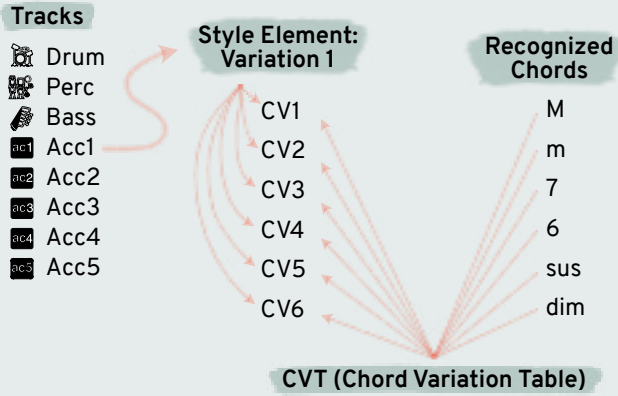 Tracks
Drum
Perc
Bass
ac1 Acc1
ac2 Acc2
ac3 Acc3
ac4 Acc4
ac5 Acc5
Style Element:
Variation 1
CV1
CV2
CV3
CV4
CV5
CV6
Recognized
Chords
M
m
7
6
sus
dim
CVT (Chord Variation Table)